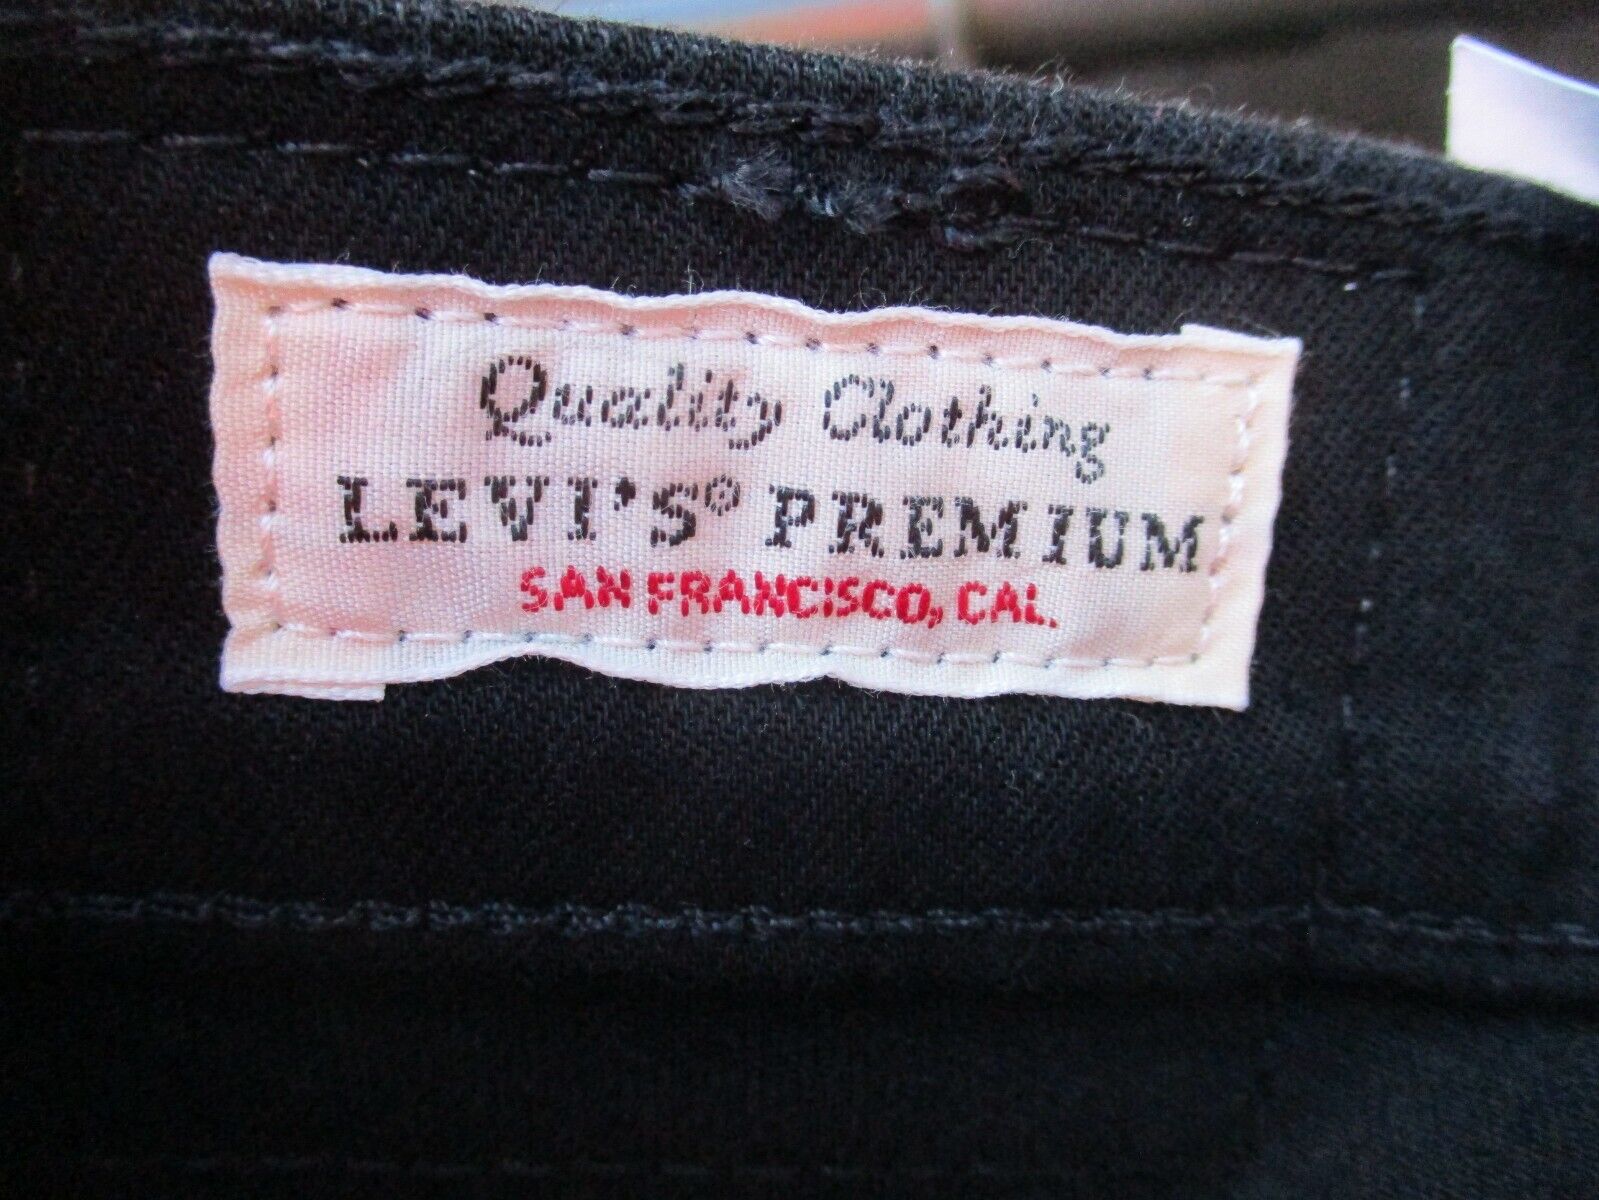 Quality Clothing
LEVI'S® PREMIUM
SAN FRANCISCO, CAL.